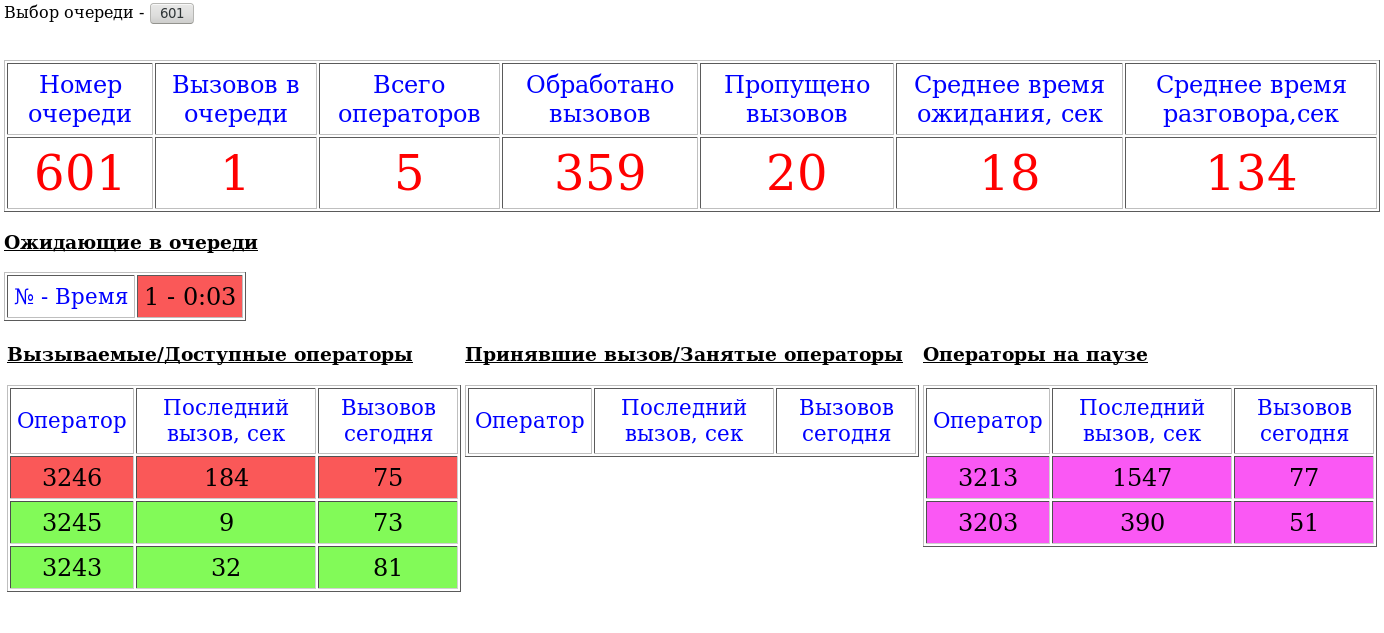 Выбор очереди - 601
Номер очереди Вызовов в очереди Всего операторов Обработано вызовов Пропущено вызовов Среднее время ожидания, сек Среднее время разговора,сек
601 1 5 359 20 18 134
Ожидающие в очереди
№ - Время 1 - 0:03
Вызываемые/Доступные операторы
Оператор Последний вызов, сек Вызовов сегодня
3246 184 75
3245 9 73
3243 32 81
Принявшие вызов/Занятые операторы
Оператор Последний вызов, сек Вызовов сегодня
Операторы на паузе
Оператор Последний вызов, сек Вызовов сегодня
3213 1547 77
3203 390 51